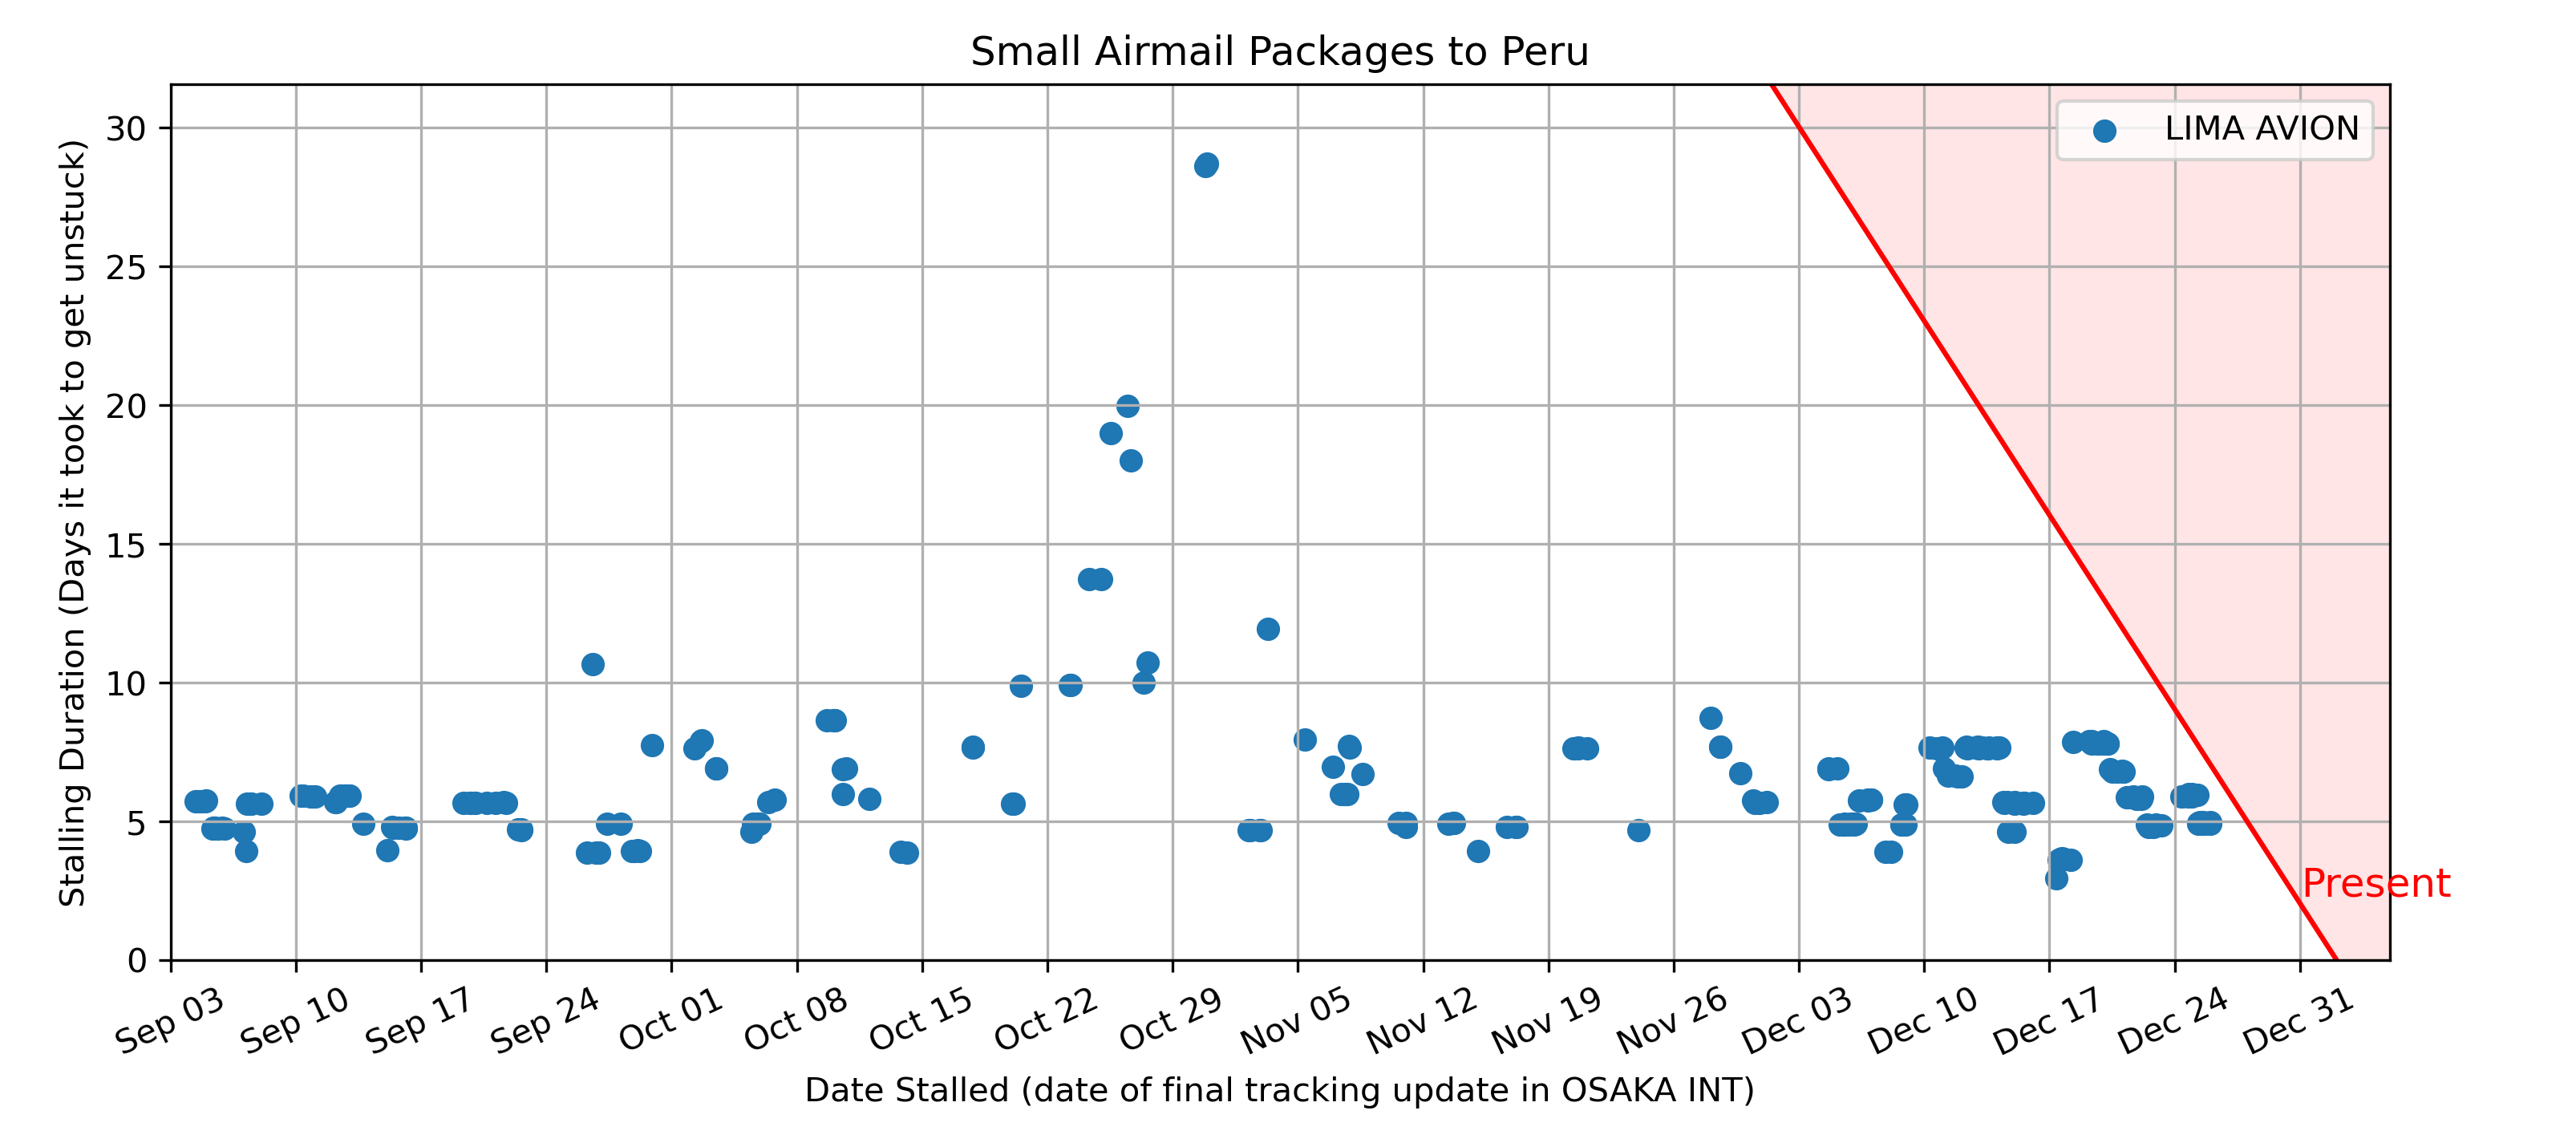 Small Airmail Packages to Peru
LIMA AVION
Stalling Duration (Days it took to get unstuck)
30
25
20
15
10
5
0
Present
Sep 03
Sep 10
Sep 17
Sep 24
Oct 01
Oct 08
Oct 15
Oct 22
Oct 29
Nov 05
Nov 12
Nov 19
Nov 26
Dec 03
Dec 10
Dec 17
Dec 24
Dec 31
Date Stalled (date of final tracking update in OSAKA INT)